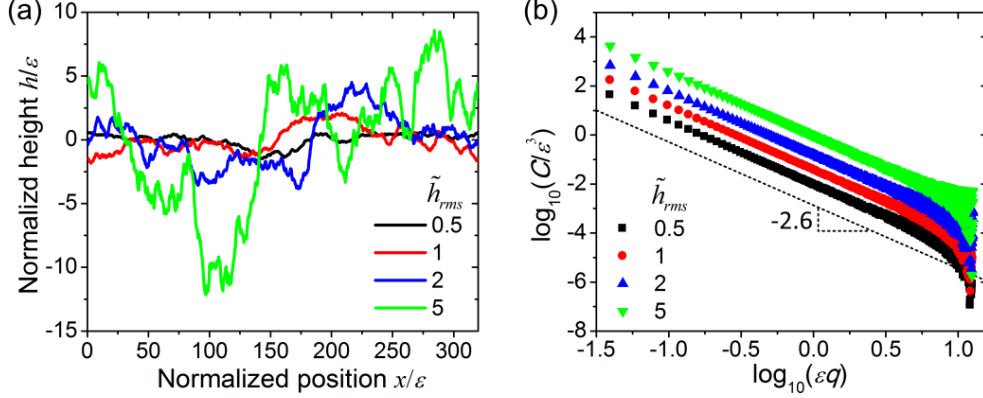 (a)
Normalizd height h/ε
10
5
0
-5
-10
-15
h̃rms
0.5
1
2
5
0 50 100 150 200 250 300
Normalized position x/ε
(b)
log10(C/ε³)
4
2
0
-2
-4
-6
-8
-2.6
h̃rms
0.5
1
2
5
-1.5 -1.0 -0.5 0.0 0.5 1.0
log10(εq)